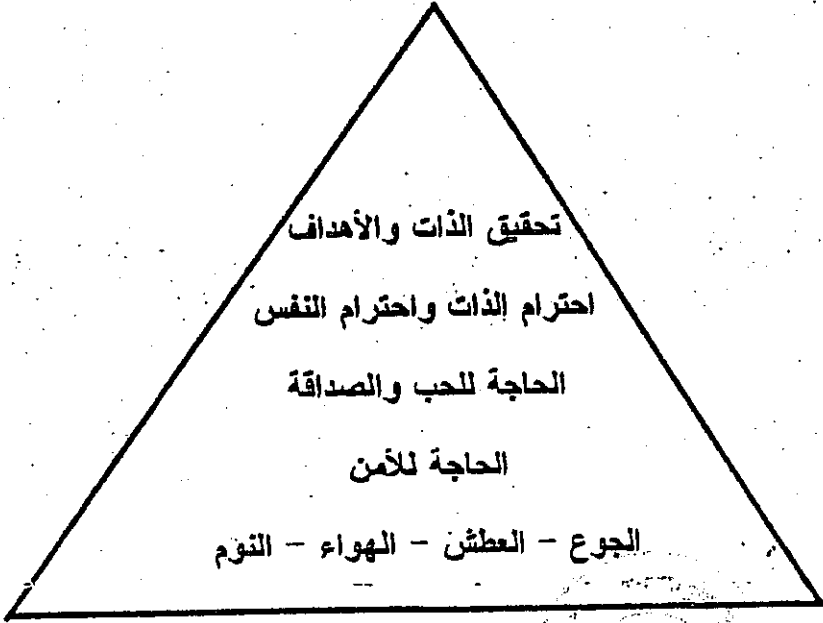 تحقيق الذات والأهداف
احترام الذات واحترام النفس
الحاجة للحب والصداقة
الحاجة للأمن
الجوع - العطش - الهواء - النوم